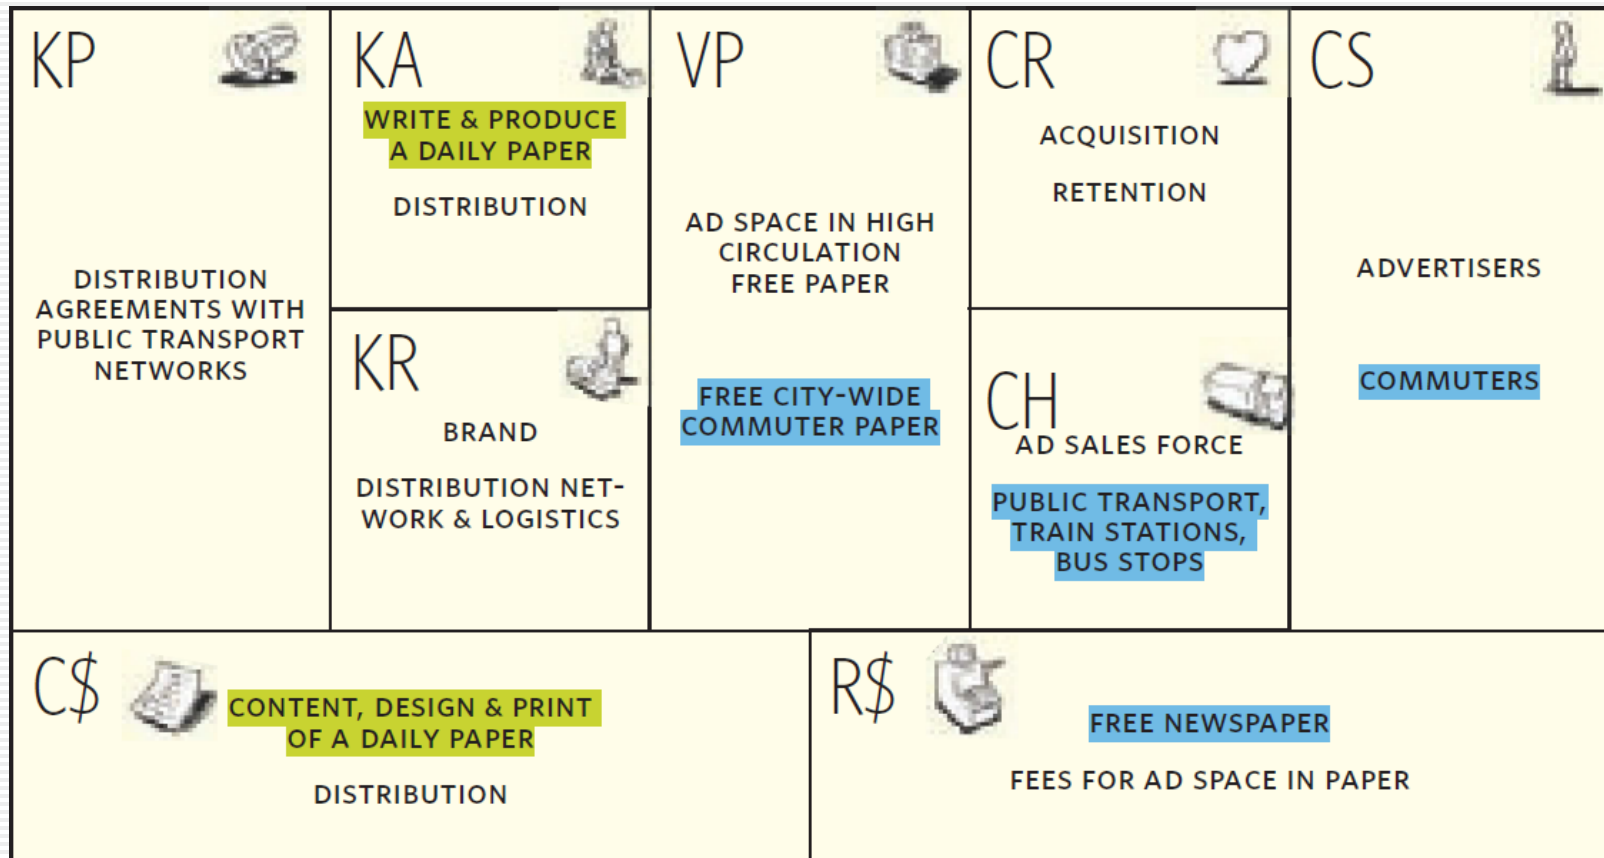 KP
DISTRIBUTION
AGREEMENTS WITH
PUBLIC TRANSPORT
NETWORKS
KA
WRITE & PRODUCE
A DAILY PAPER
DISTRIBUTION
KR
BRAND
DISTRIBUTION NET-
WORK & LOGISTICS
VP
AD SPACE IN HIGH
CIRCULATION
FREE PAPER
FREE CITY-WIDE
COMMUTER PAPER
CR
ACQUISITION
RETENTION
CH
AD SALES FORCE
PUBLIC TRANSPORT,
TRAIN STATIONS,
BUS STOPS
CS
ADVERTISERS
COMMUTERS
C$
CONTENT, DESIGN & PRINT
OF A DAILY PAPER
DISTRIBUTION
R$
FREE NEWSPAPER
FEES FOR AD SPACE IN PAPER